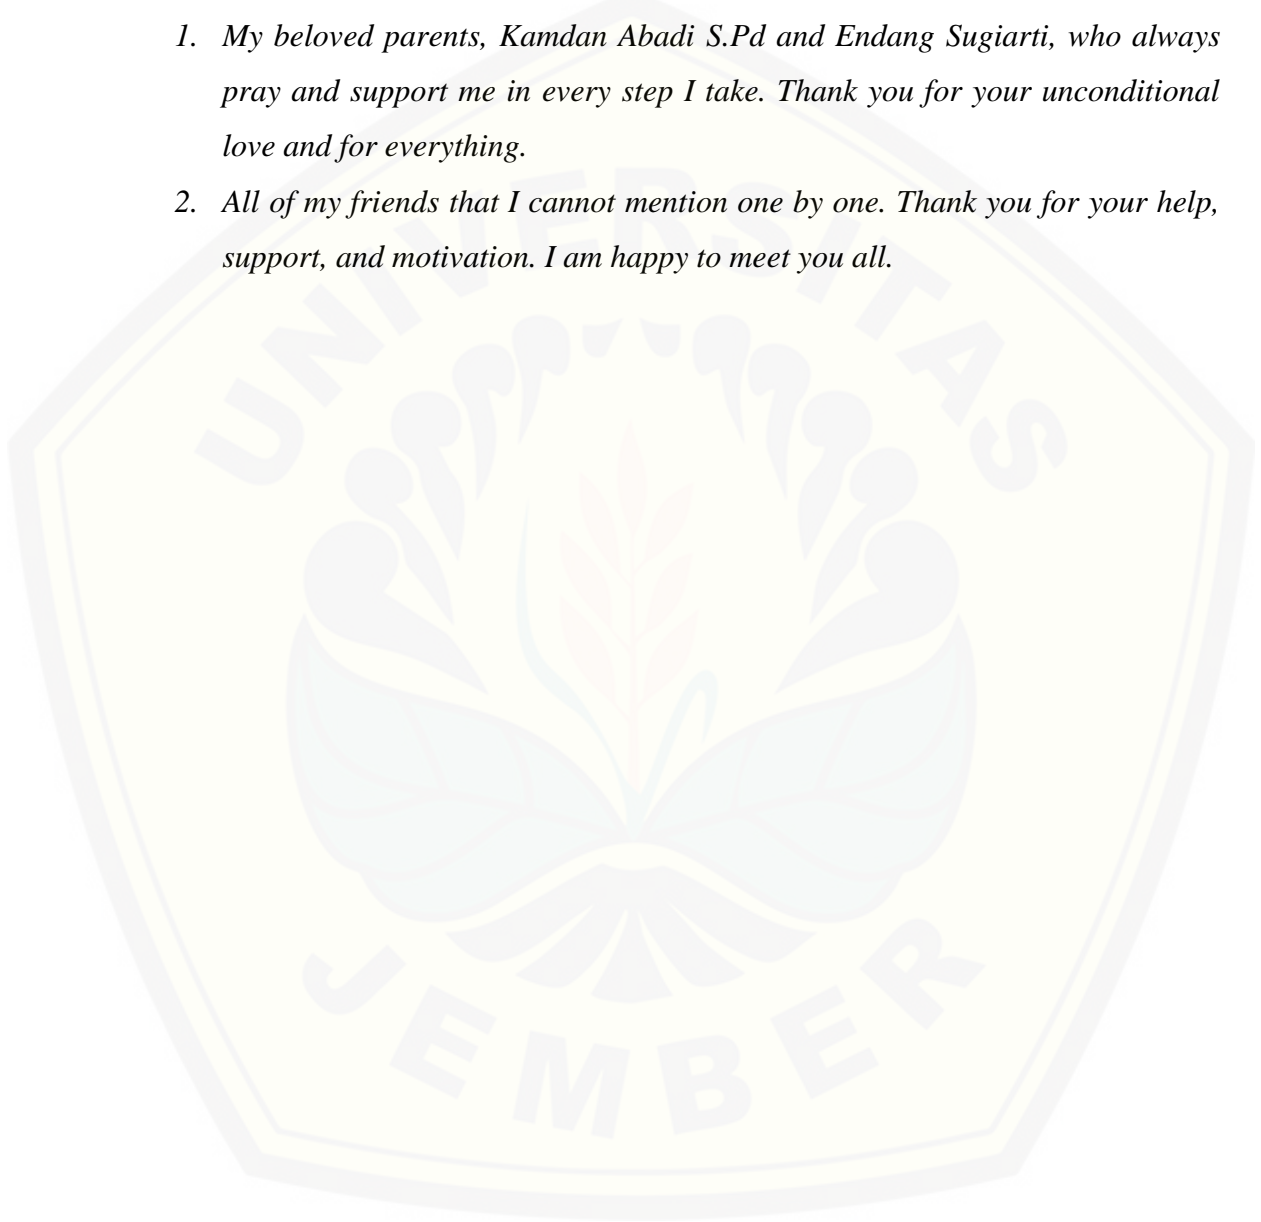 1. My beloved parents, Kamdan Abadi S.Pd and Endang Sugiarti, who always
pray and support me in every step I take. Thank you for your unconditional
love and for everything.
2. All of my friends that I cannot mention one by one. Thank you for your help,
support, and motivation. I am happy to meet you all.
UNIVERSITAS
JEMBER